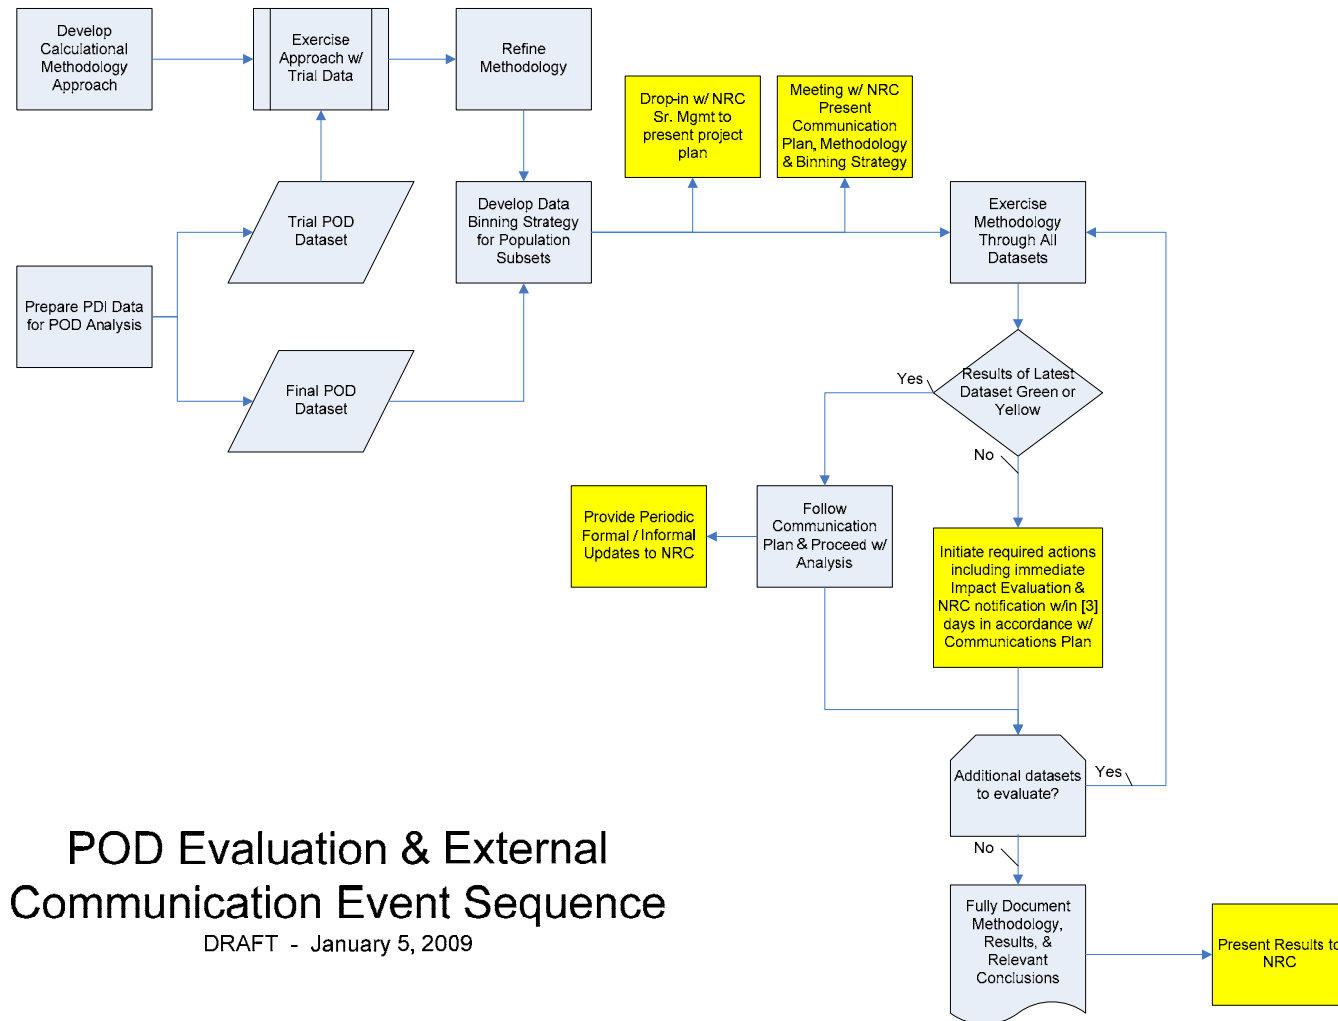 Develop
Calculational
Methodology
Approach
Exercise
Approach w/
Trial Data
Refine
Methodology
Drop-in w/ NRC
Sr. Mgmt to
present project
plan
Meeting w/ NRC
Present
Communication
Plan, Methodology
& Binning Strategy
Trial POD
Dataset
Develop Data
Binning Strategy
for Population
Subsets
Exercise
Methodology
Through All
Datasets
Prepare PDI Data
for POD Analysis
Final POD
Dataset
Results of Latest
Dataset Green or
Yellow
Yes
No
Provide Periodic
Formal / Informal
Updates to NRC
Follow
Communication
Plan & Proceed w/
Analysis
Initiate required actions
including immediate
Impact Evaluation &
NRC notification w/in [3]
days in accordance w/
Communications Plan
Additional datasets
to evaluate?
Yes
No
Fully Document
Methodology,
Results, &
Relevant
Conclusions
Present Results to
NRC
POD Evaluation & External
Communication Event Sequence
DRAFT - January 5, 2009